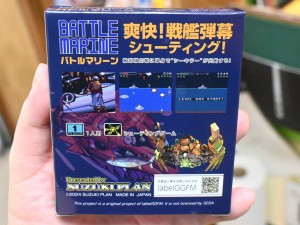 BATTLE MARINE
バトルマリーン
爽快!戦艦弾幕
シューティング!
1人用
シューティングゲーム
SUZUKI PLAN
©2024 SUZUKI PLAN MADE IN JAPAN
labelGGFM
This project is a original project of labelGGFM. It is not licensed by SEGA